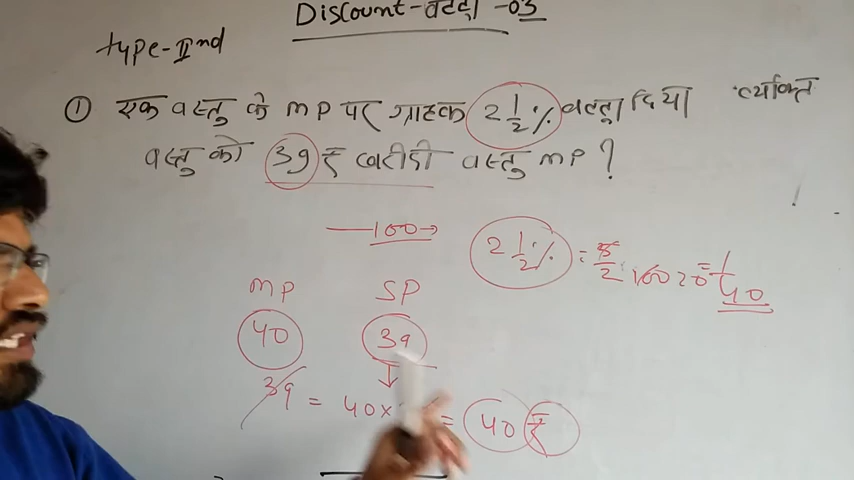 Discount-बट्टा-03
type-IInd
① एक वस्तु के MP पर ग्राहक 2 1/2 % बट्टा दिया व्यक्ति
वस्तु को 39 ₹ खरीदी वस्तु MP ?
100
2 1/2 % = 5/2 × 100 = 1/40
MP SP
40 39
39 = 40× = 40 ₹